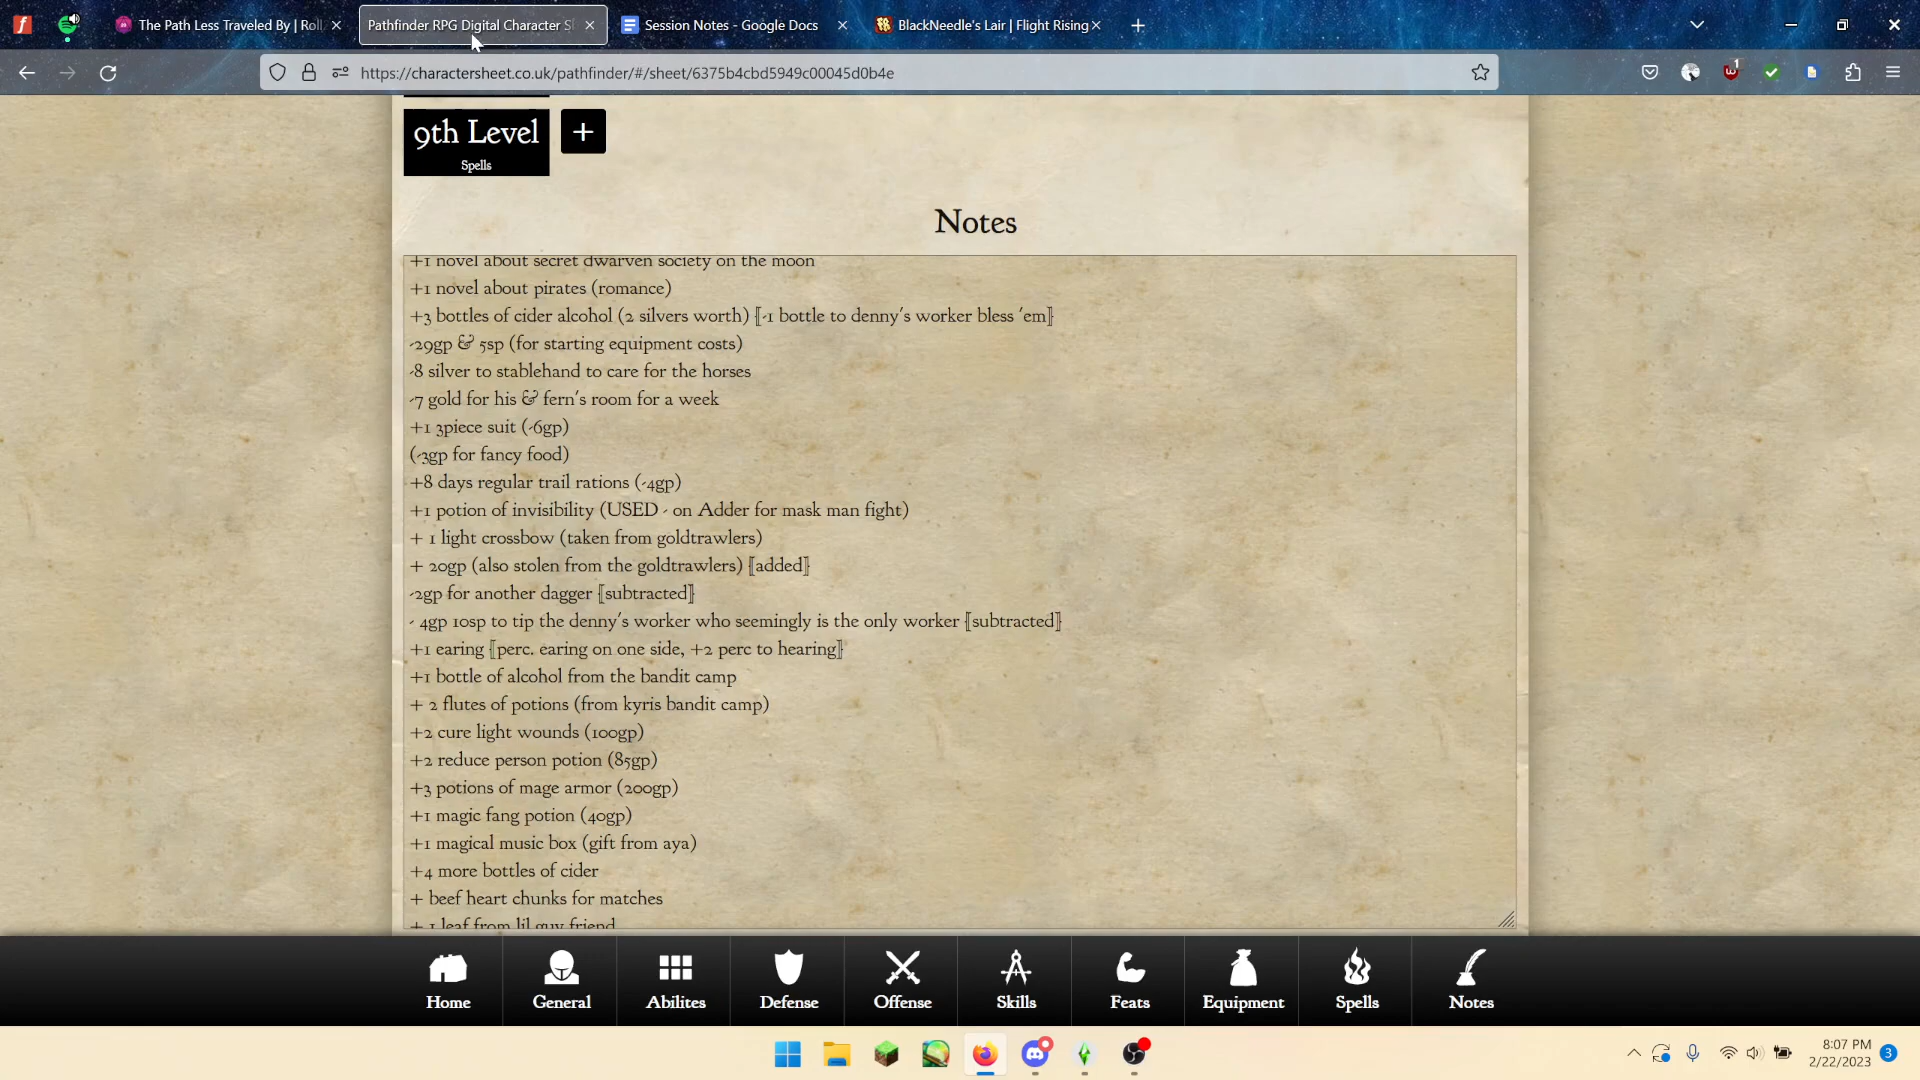 The Path Less Traveled By | Roll
Pathfinder RPG Digital Character S
Session Notes - Google Docs
BlackNeedle's Lair | Flight Rising
https://charactersheet.co.uk/pathfinder/#/sheet/6375b4cbd5949c00045d0b4e
9th Level
Spells
+
Notes
+1 novel about secret dwarven society on the moon
+1 novel about pirates (romance)
+3 bottles of cider alcohol (2 silvers worth) {[-1 bottle to denny's worker bless 'em]}
-29gp & 5sp (for starting equipment costs)
-8 silver to stablehand to care for the horses
-7 gold for his & fern's room for a week
+1 3piece suit (-6gp)
(-3gp for fancy food)
+8 days regular trail rations (-4gp)
+1 potion of invisibility (USED - on Adder for mask man fight)
+ 1 light crossbow (taken from goldtrawlers)
+ 20gp (also stolen from the goldtrawlers) {[added]}
-2gp for another dagger {[subtracted]}
- 4gp 10sp to tip the denny's worker who seemingly is the only worker {[subtracted]}
+1 earing {[perc. earing on one side, +2 perc to hearing]}
+1 bottle of alcohol from the bandit camp
+ 2 flutes of potions (from kyris bandit camp)
+2 cure light wounds (100gp)
+2 reduce person potion (85gp)
+3 potions of mage armor (200gp)
+1 magic fang potion (40gp)
+1 magical music box (gift from aya)
+4 more bottles of cider
+ beef heart chunks for matches
+ 1 leaf from lil guy friend
Home
General
Abilites
Defense
Offense
Skills
Feats
Equipment
Spells
Notes
8:07 PM
2/22/2023
3